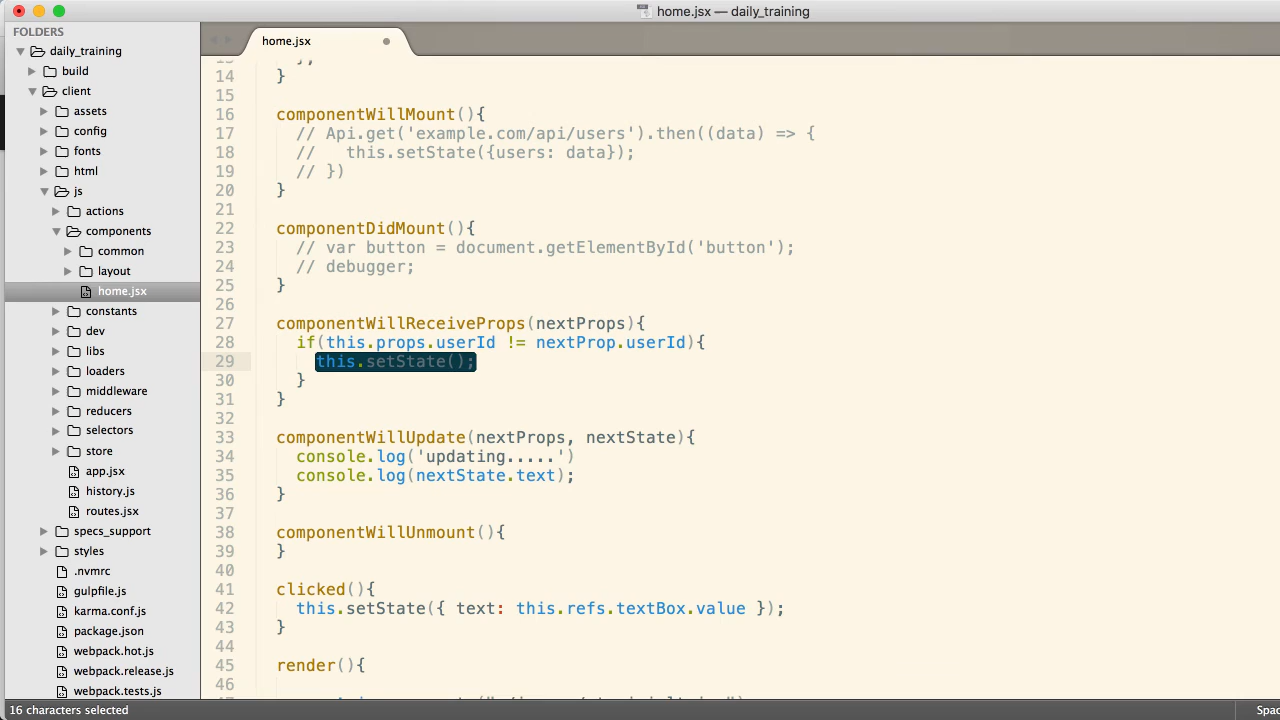 home.jsx — daily_training
FOLDERS
daily_training
build
client
assets
config
fonts
html
js
actions
components
common
layout
home.jsx
constants
dev
libs
loaders
middleware
reducers
selectors
store
app.jsx
history.js
routes.jsx
specs_support
styles
.nvmrc
gulpfile.js
karma.conf.js
package.json
webpack.hot.js
webpack.release.js
webpack.tests.js
home.jsx
14 }
15
16 componentWillMount(){
17 // Api.get('example.com/api/users').then((data) => {
18 // this.setState({users: data});
19 // })
20 }
21
22 componentDidMount(){
23 // var button = document.getElementById('button');
24 // debugger;
25 }
26
27 componentWillReceiveProps(nextProps){
28 if(this.props.userId != nextProp.userId){
29 this.setState();
30 }
31 }
32
33 componentWillUpdate(nextProps, nextState){
34 console.log('updating.....')
35 console.log(nextState.text);
36 }
37
38 componentWillUnmount(){
39 }
40
41 clicked(){
42 this.setState({ text: this.refs.textBox.value });
43 }
44
45 render(){
46
16 characters selected
Spac